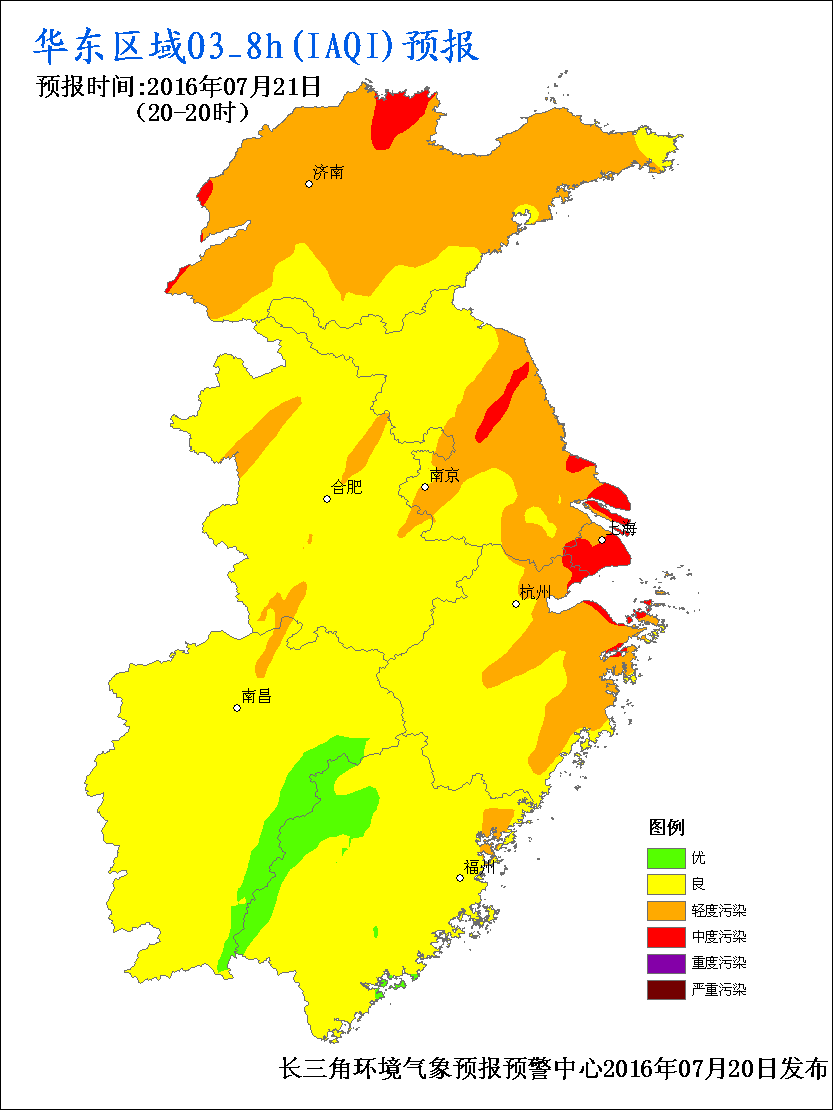 华东区域O3_8h(IAQI)预报
预报时间:2016年07月21日
(20-20时)
济南
南京
合肥
上海
杭州
南昌
福州
图例
优
良
轻度污染
中度污染
重度污染
严重污染
长三角环境气象预报预警中心2016年07月20日发布